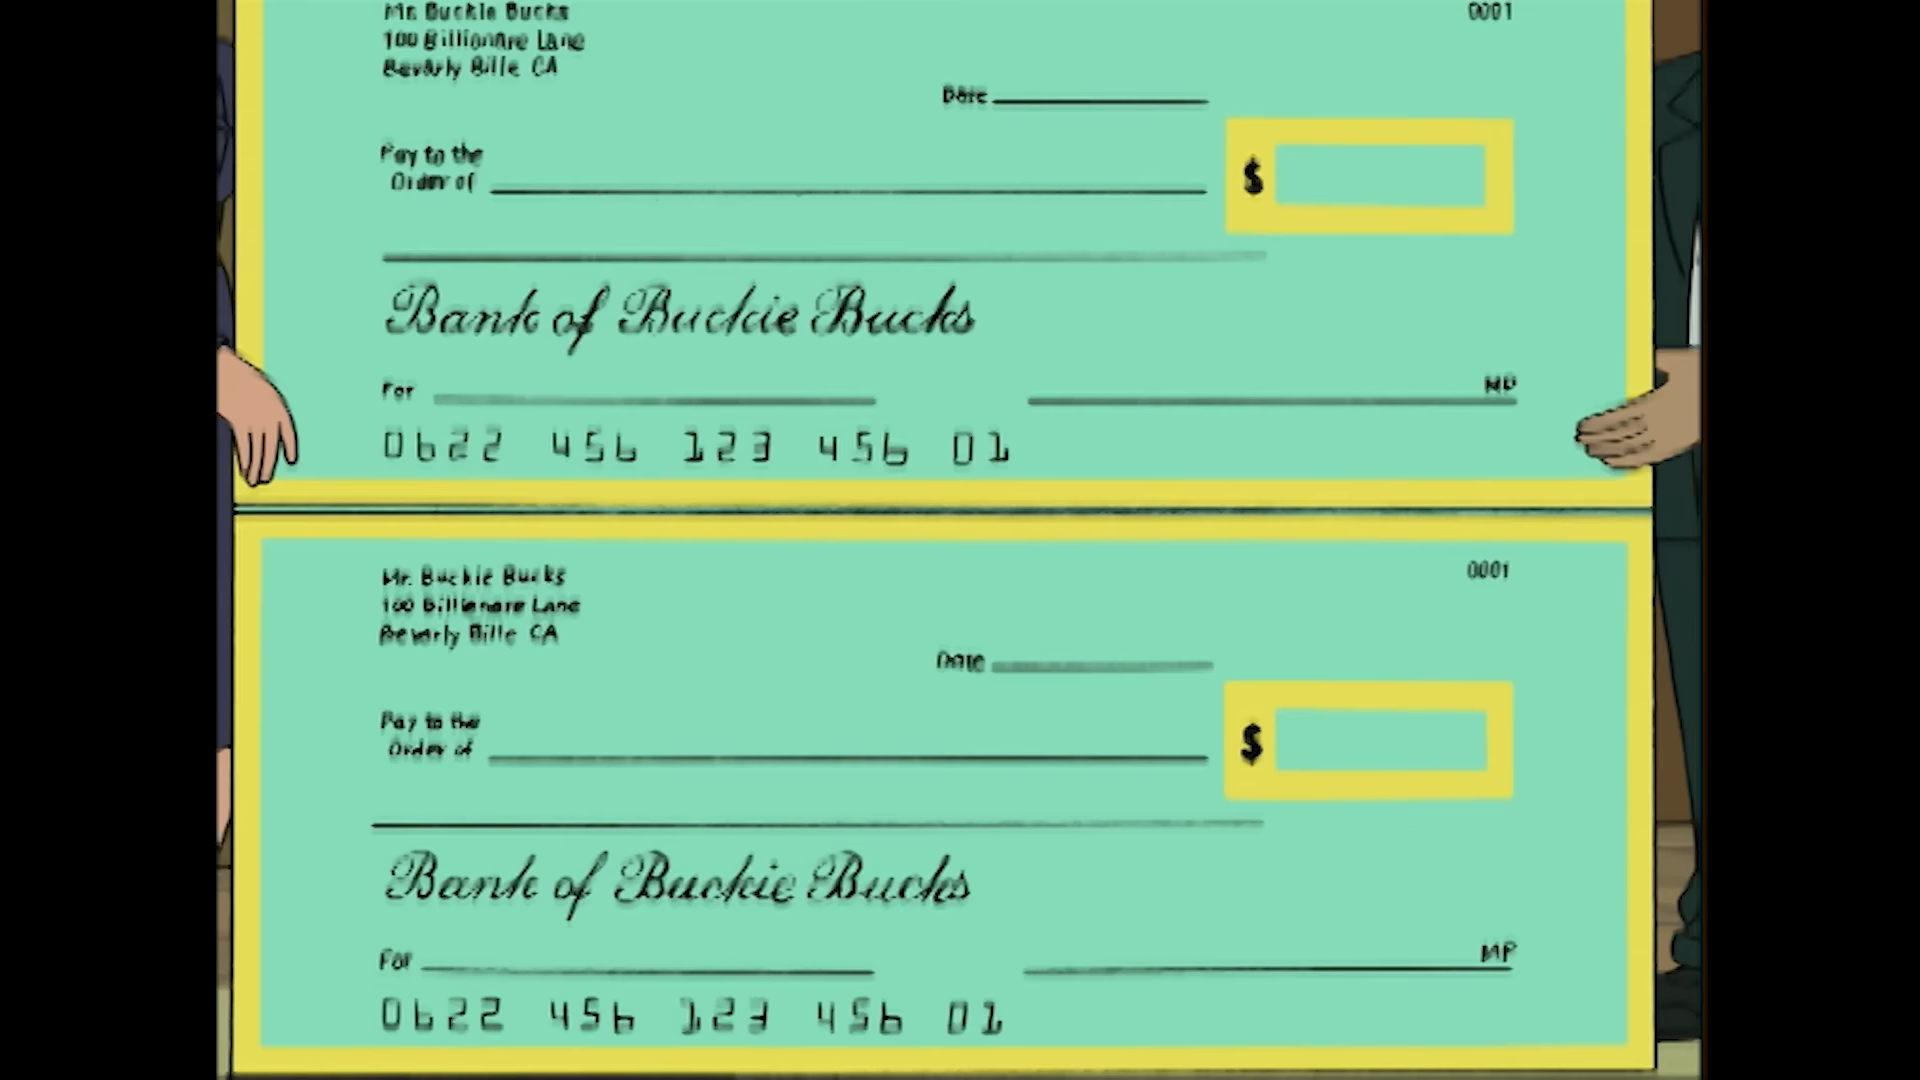 Mr. Buckie Bucks
0001
100 Billionare Lane
Beverly Bills CA
Date
Pay to the
Order of
$
Bank of Buckie Bucks
For
MP
0622 456 123 456 01
Mr. Buckie Bucks
0001
100 Billionare Lane
Beverly Bills CA
Date
Pay to the
Order of
$
Bank of Buckie Bucks
For
MP
0622 456 123 456 01